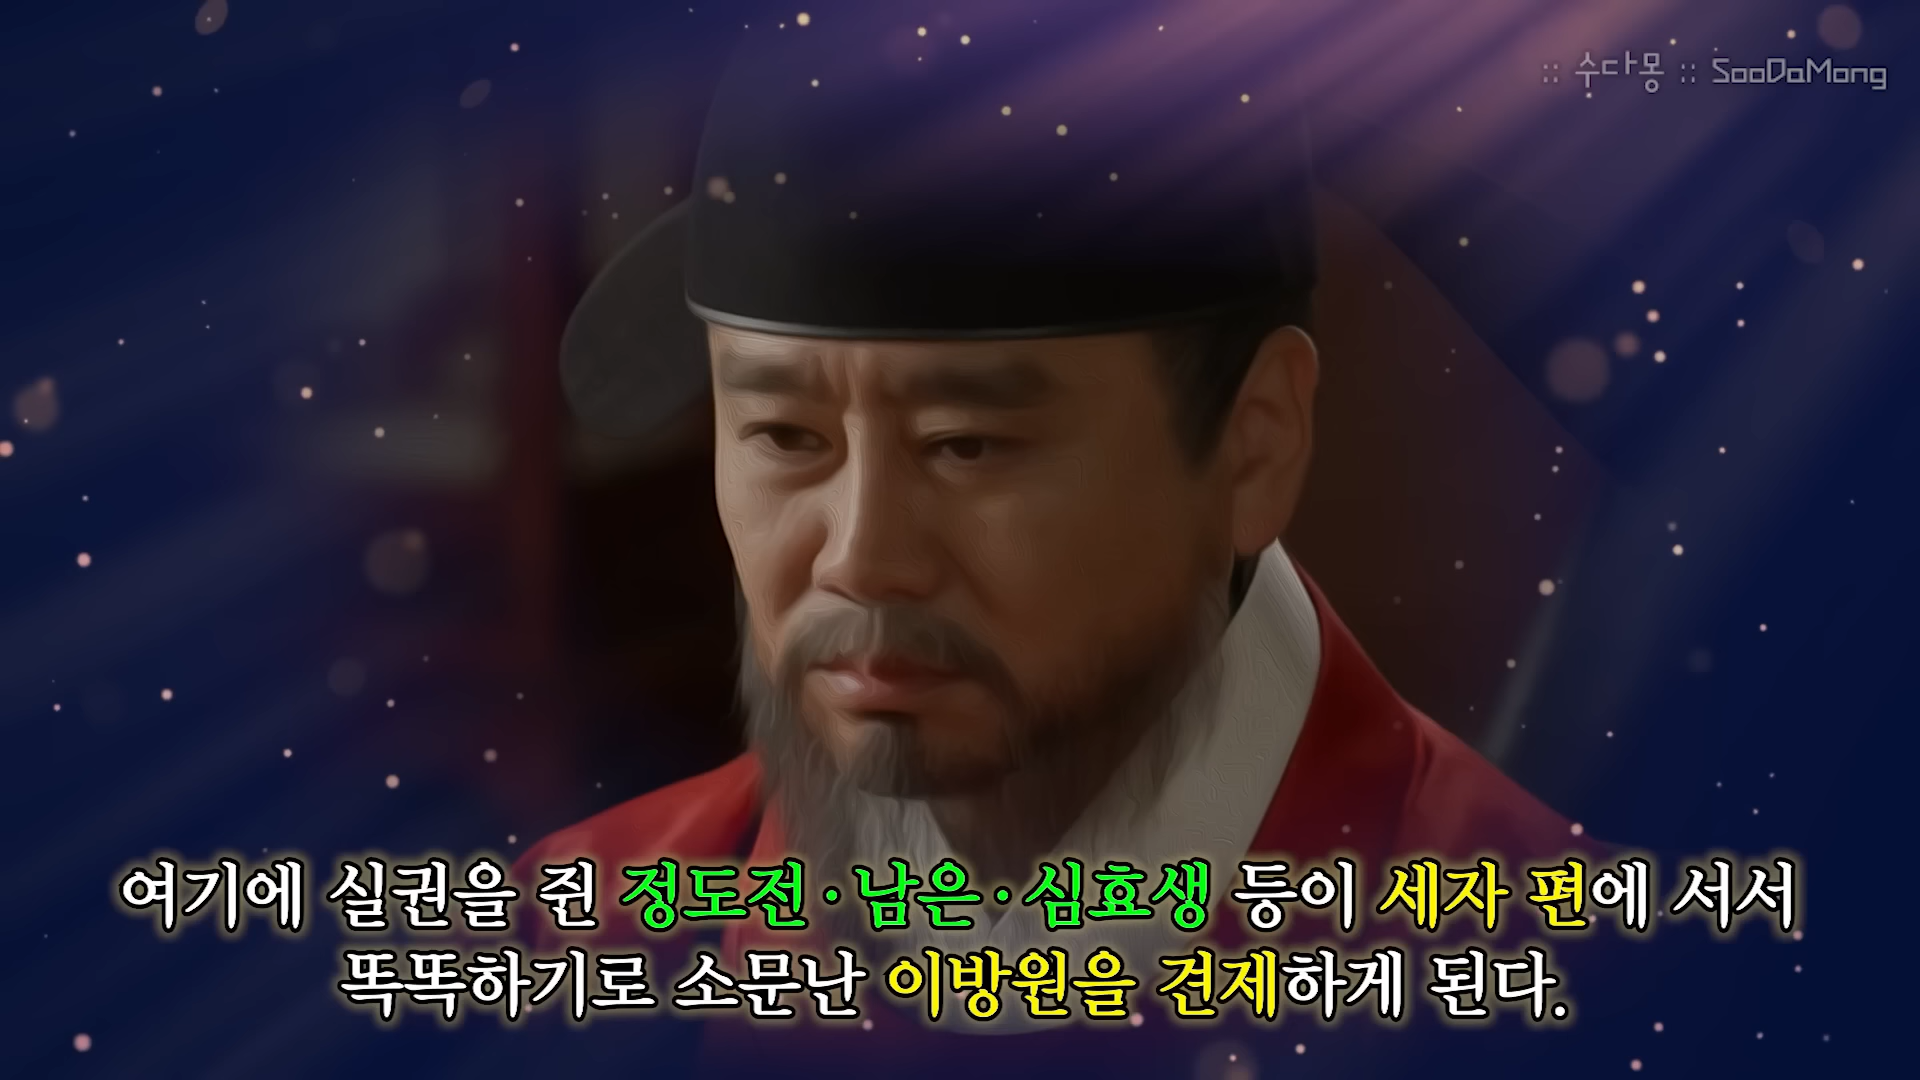 :: 수다몽 :: SooDaMong
여기에 실권을 쥔 정도전·남은·심효생 등이 세자 편에 서서
똑똑하기로 소문난 이방원을 견제하게 된다.